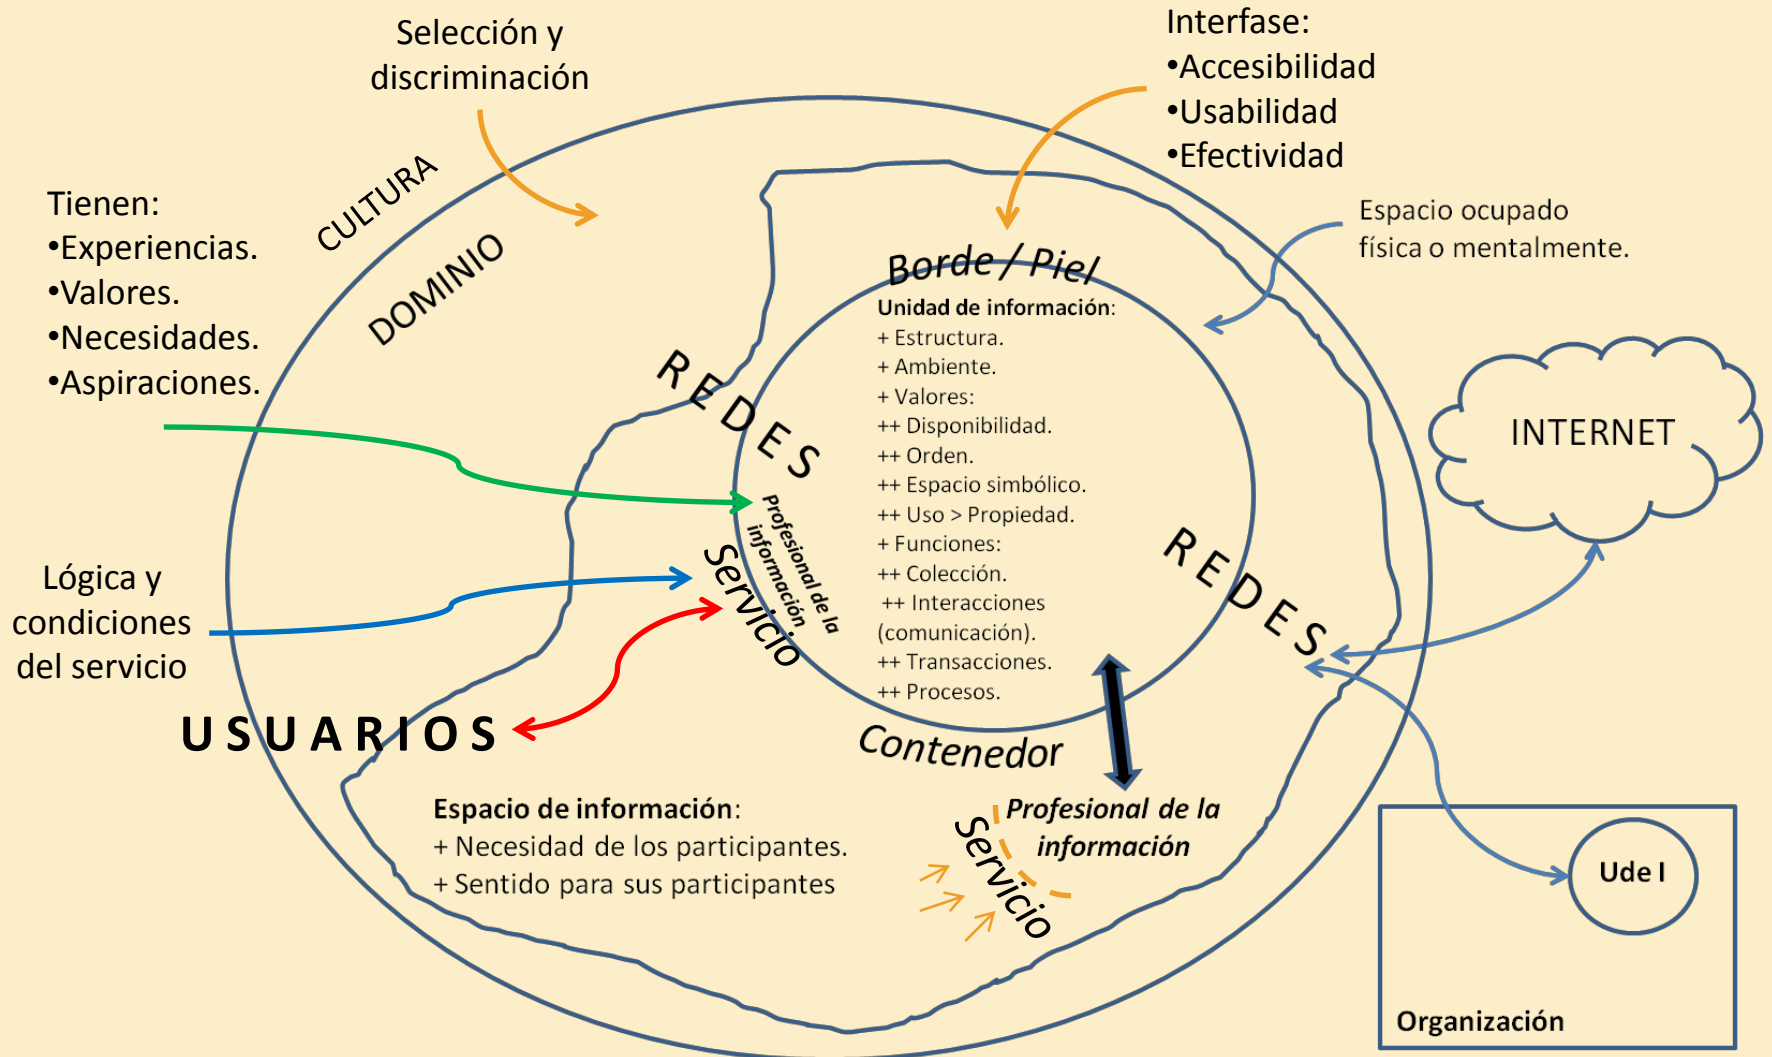 Selección y
discriminación
Interfase:
•Accesibilidad
•Usabilidad
•Efectividad
CULTURA
Tienen:
•Experiencias.
•Valores.
•Necesidades.
•Aspiraciones.
DOMINIO
Espacio ocupado
física o mentalmente.
Borde / Piel
Unidad de información:
+ Estructura.
+ Ambiente.
+ Valores:
++ Disponibilidad.
++ Orden.
++ Espacio simbólico.
++ Uso > Propiedad.
+ Funciones:
++ Colección.
++ Interacciones
(comunicación).
++ Transacciones.
++ Procesos.
REDES
INTERNET
Profesional de la
información
Servicio
REDES
Lógica y
condiciones
del servicio
USUARIOS
Contenedor
Espacio de información:
+ Necesidad de los participantes.
+ Sentido para sus participantes
Profesional de la
información
Servicio
Ude I
Organización